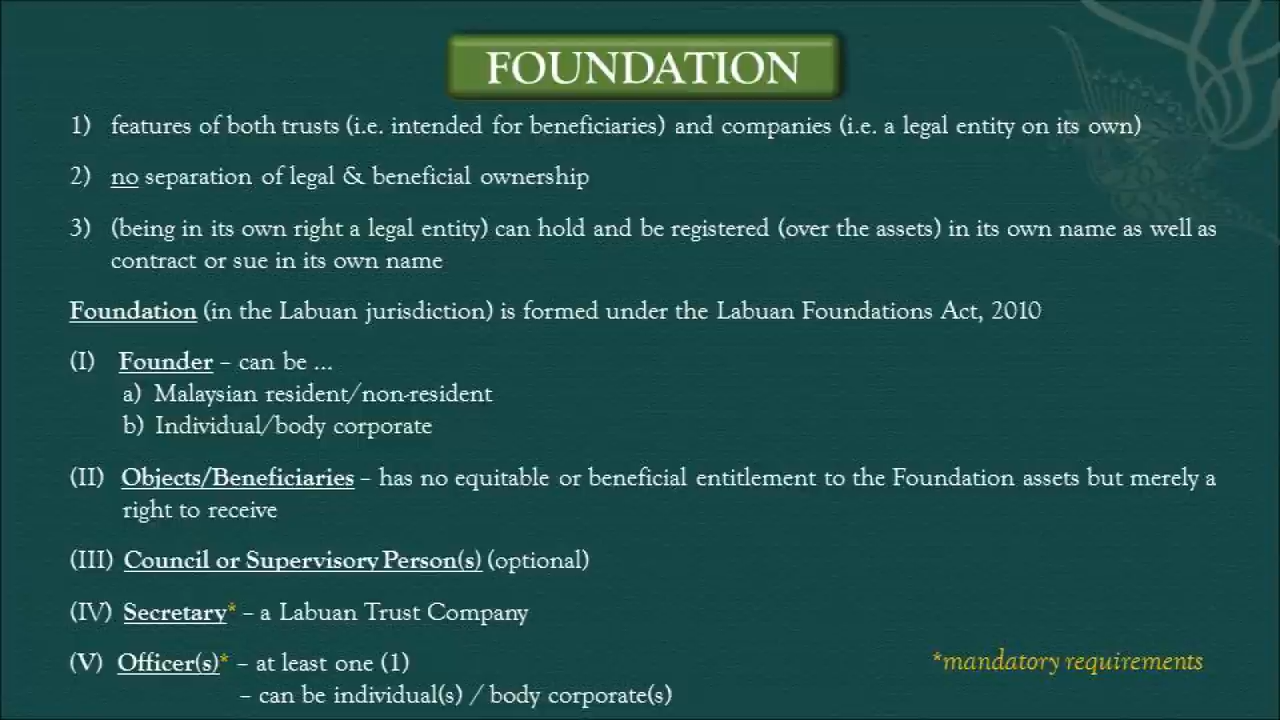 FOUNDATION
1) features of both trusts (i.e. intended for beneficiaries) and companies (i.e. a legal entity on its own)
2) no separation of legal & beneficial ownership
3) (being in its own right a legal entity) can hold and be registered (over the assets) in its own name as well as
contract or sue in its own name
Foundation (in the Labuan jurisdiction) is formed under the Labuan Foundations Act, 2010
(I) Founder – can be ...
a) Malaysian resident/non-resident
b) Individual/body corporate
(II) Objects/Beneficiaries – has no equitable or beneficial entitlement to the Foundation assets but merely a
right to receive
(III) Council or Supervisory Person(s) (optional)
(IV) Secretary* – a Labuan Trust Company
(V) Officer(s)* – at least one (1)
*mandatory requirements
– can be individual(s) / body corporate(s)